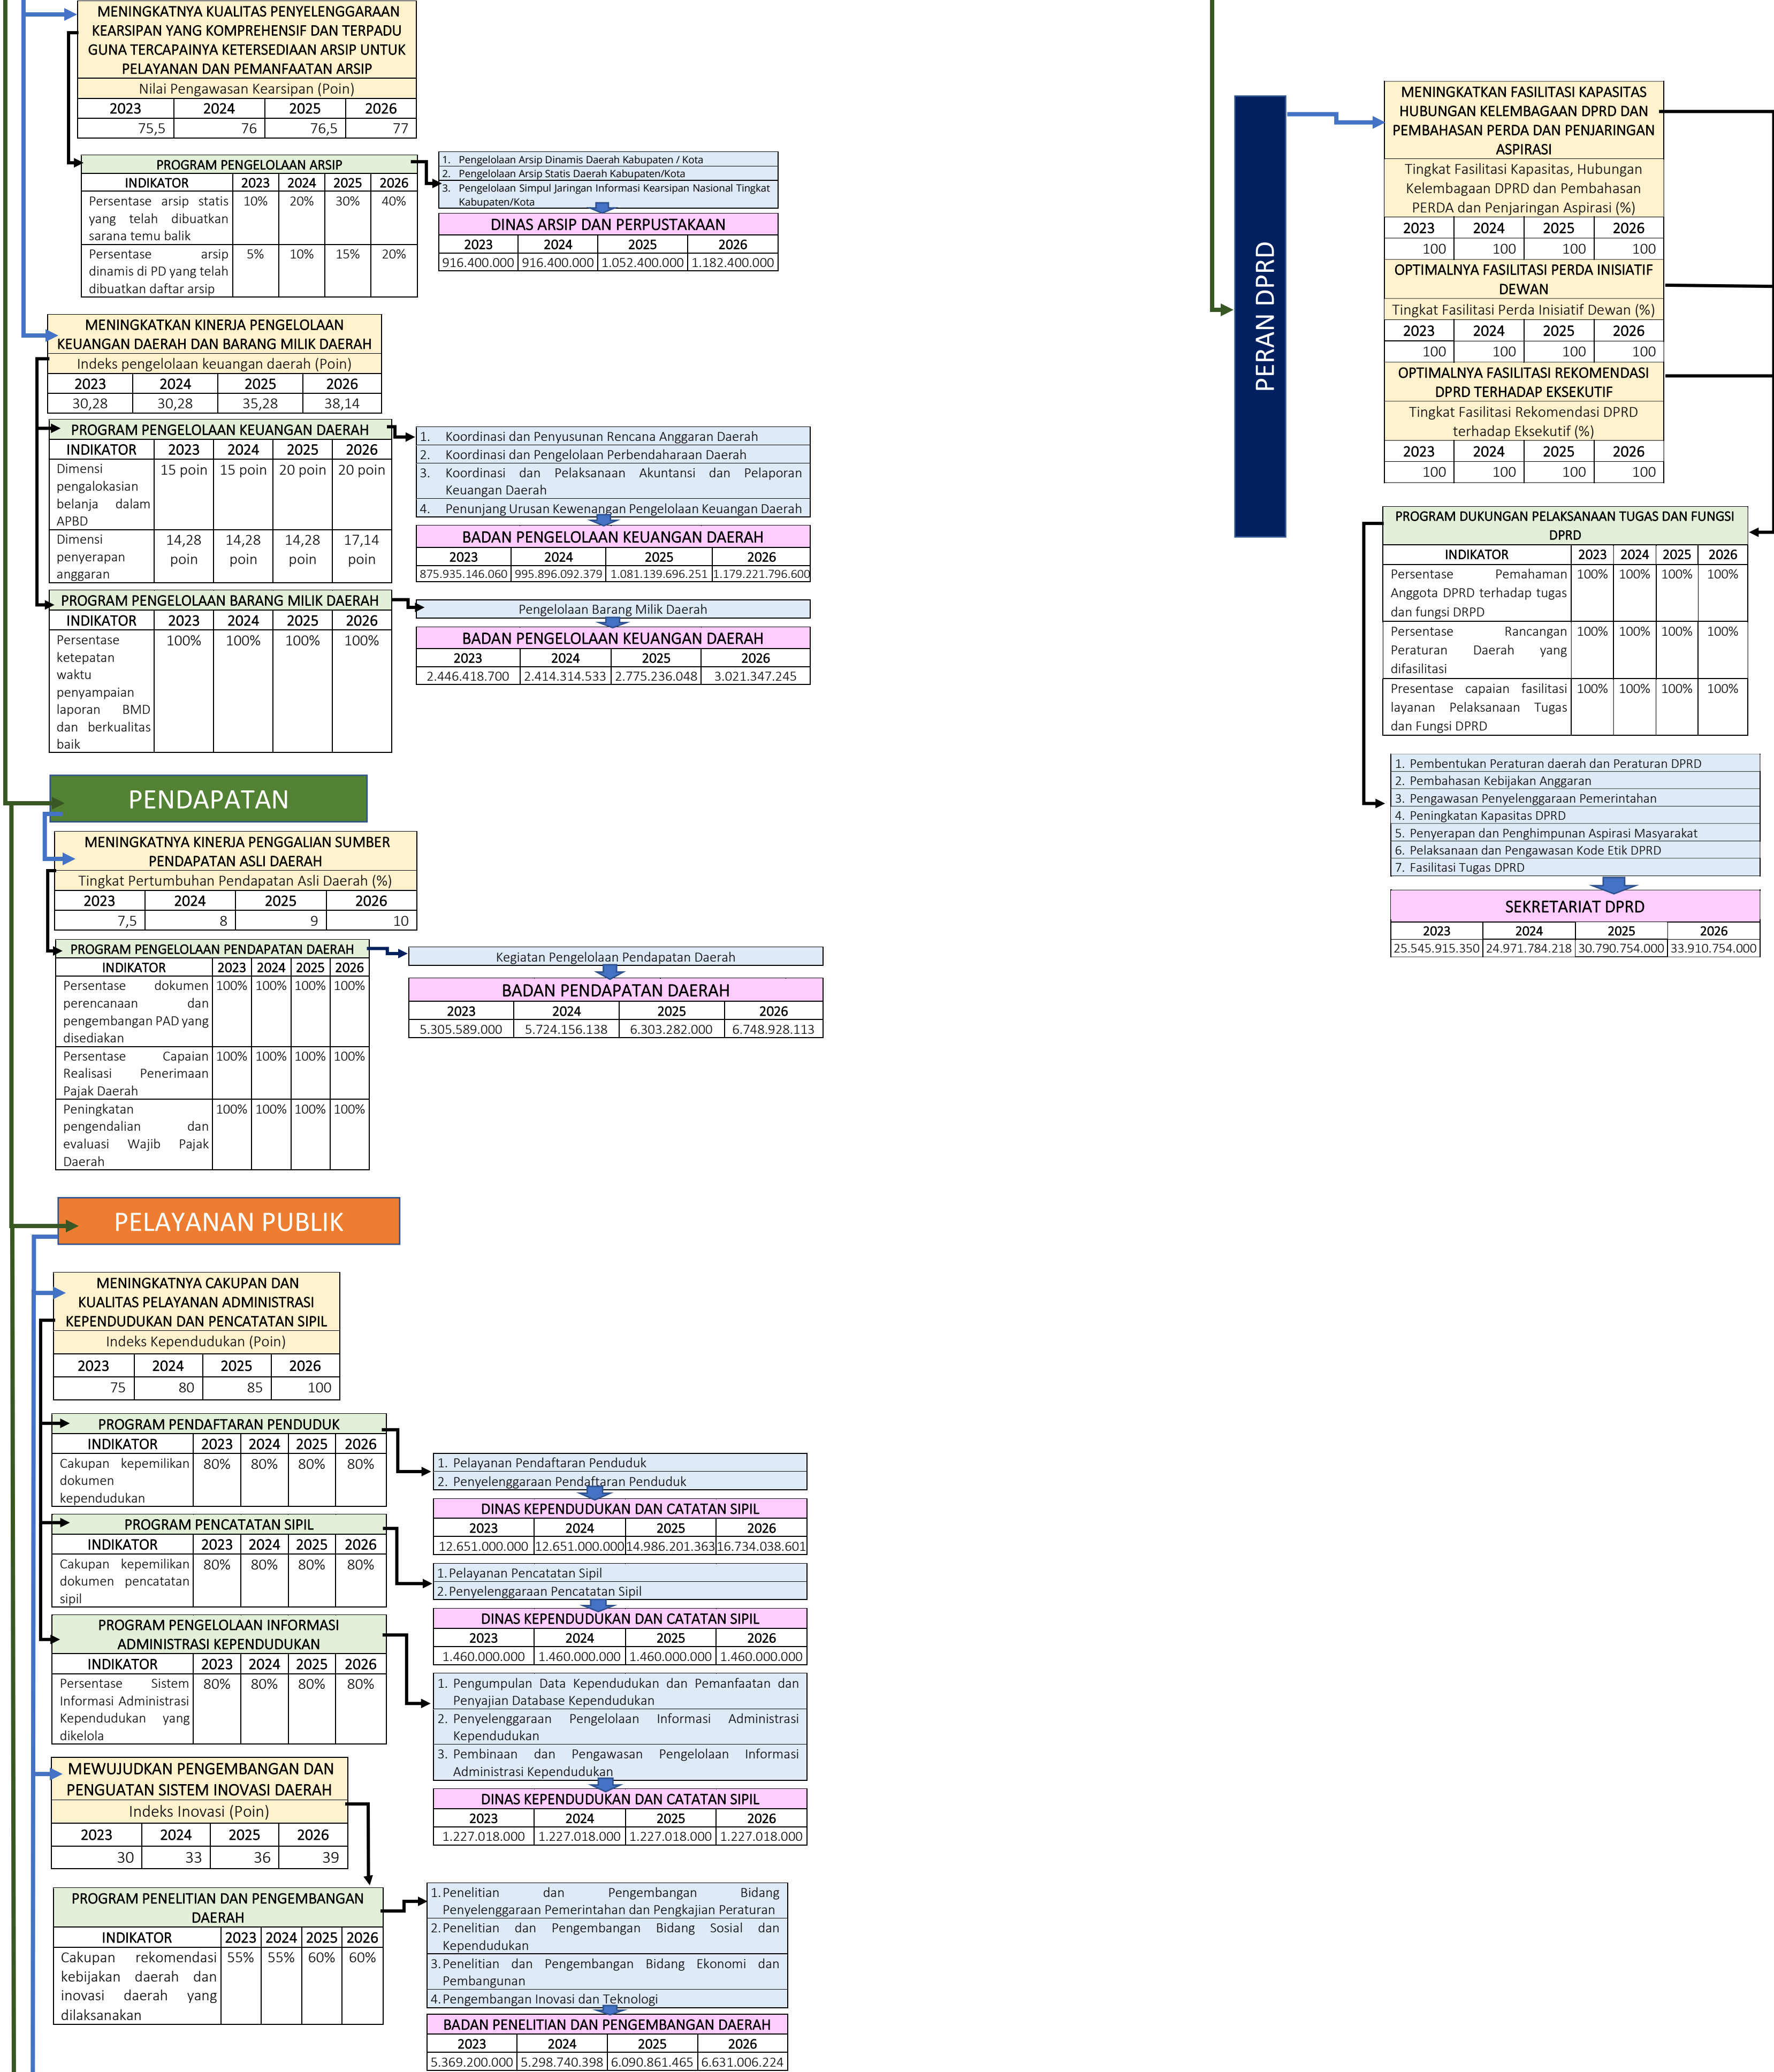 MENINGKATNYA KUALITAS PENYELENGGARAAN
KEARSIPAN YANG KOMPREHENSIF DAN TERPADU
GUNA TERCAPAINYA KETERSEDIAAN ARSIP UNTUK
PELAYANAN DAN PEMANFAATAN ARSIP
Nilai Pengawasan Kearsipan (Poin)
2023 2024 2025 2026
75,5 76 76,5 77
PROGRAM PENGELOLAAN ARSIP
INDIKATOR 2023 2024 2025 2026
Persentase arsip statis 10% 20% 30% 40%
yang telah dibuatkan
sarana temu balik
Persentase arsip 5% 10% 15% 20%
dinamis di PD yang telah
dibuatkan daftar arsip
1. Pengelolaan Arsip Dinamis Daerah Kabupaten / Kota
2. Pengelolaan Arsip Statis Daerah Kabupaten/Kota
3. Pengelolaan Simpul Jaringan Informasi Kearsipan Nasional Tingkat
Kabupaten/Kota
DINAS ARSIP DAN PERPUSTAKAAN
2023 2024 2025 2026
916.400.000 916.400.000 1.052.400.000 1.182.400.000
MENINGKATKAN KINERJA PENGELOLAAN
KEUANGAN DAERAH DAN BARANG MILIK DAERAH
Indeks pengelolaan keuangan daerah (Poin)
2023 2024 2025 2026
30,28 30,28 35,28 38,14
PROGRAM PENGELOLAAN KEUANGAN DAERAH
INDIKATOR 2023 2024 2025 2026
Dimensi 15 poin 15 poin 20 poin 20 poin
pengalokasian
belanja dalam
APBD
Dimensi 14,28 14,28 14,28 17,14
penyerapan poin poin poin poin
anggaran
1. Koordinasi dan Penyusunan Rencana Anggaran Daerah
2. Koordinasi dan Pengelolaan Perbendaharaan Daerah
3. Koordinasi dan Pelaksanaan Akuntansi dan Pelaporan
Keuangan Daerah
4. Penunjang Urusan Kewenangan Pengelolaan Keuangan Daerah
BADAN PENGELOLAAN KEUANGAN DAERAH
2023 2024 2025 2026
875.935.146.060 995.896.092.379 1.081.139.696.251 1.179.221.796.600
PROGRAM PENGELOLAAN BARANG MILIK DAERAH
INDIKATOR 2023 2024 2025 2026
Persentase 100% 100% 100% 100%
ketepatan
waktu
penyampaian
laporan BMD
dan berkualitas
baik
Pengelolaan Barang Milik Daerah
BADAN PENGELOLAAN KEUANGAN DAERAH
2023 2024 2025 2026
2.446.418.700 2.414.314.533 2.775.236.048 3.021.347.245
PENDAPATAN
MENINGKATNYA KINERJA PENGGALIAN SUMBER
PENDAPATAN ASLI DAERAH
Tingkat Pertumbuhan Pendapatan Asli Daerah (%)
2023 2024 2025 2026
7,5 8 9 10
PROGRAM PENGELOLAAN PENDAPATAN DAERAH
INDIKATOR 2023 2024 2025 2026
Persentase dokumen 100% 100% 100% 100%
perencanaan dan
pengembangan PAD yang
disediakan
Persentase Capaian 100% 100% 100% 100%
Realisasi Penerimaan
Pajak Daerah
Peningkatan 100% 100% 100% 100%
pengendalian dan
evaluasi Wajib Pajak
Daerah
Kegiatan Pengelolaan Pendapatan Daerah
BADAN PENDAPATAN DAERAH
2023 2024 2025 2026
5.305.589.000 5.724.156.138 6.303.282.000 6.748.928.113
PELAYANAN PUBLIK
MENINGKATNYA CAKUPAN DAN
KUALITAS PELAYANAN ADMINISTRASI
KEPENDUDUKAN DAN PENCATATAN SIPIL
Indeks Kependudukan (Poin)
2023 2024 2025 2026
75 80 85 100
PROGRAM PENDAFTARAN PENDUDUK
INDIKATOR 2023 2024 2025 2026
Cakupan kepemilikan 80% 80% 80% 80%
dokumen
kependudukan
1. Pelayanan Pendaftaran Penduduk
2. Penyelenggaraan Pendaftaran Penduduk
DINAS KEPENDUDUKAN DAN CATATAN SIPIL
2023 2024 2025 2026
12.651.000.000 12.651.000.000 14.986.201.363 16.734.038.601
PROGRAM PENCATATAN SIPIL
INDIKATOR 2023 2024 2025 2026
Cakupan kepemilikan 80% 80% 80% 80%
dokumen pencatatan
sipil
1. Pelayanan Pencatatan Sipil
2. Penyelenggaraan Pencatatan Sipil
DINAS KEPENDUDUKAN DAN CATATAN SIPIL
2023 2024 2025 2026
1.460.000.000 1.460.000.000 1.460.000.000 1.460.000.000
PROGRAM PENGELOLAAN INFORMASI
ADMINISTRASI KEPENDUDUKAN
INDIKATOR 2023 2024 2025 2026
Persentase Sistem 80% 80% 80% 80%
Informasi Administrasi
Kependudukan yang
dikelola
1. Pengumpulan Data Kependudukan dan Pemanfaatan dan
Penyajian Database Kependudukan
2. Penyelenggaraan Pengelolaan Informasi Administrasi
Kependudukan
3. Pembinaan dan Pengawasan Pengelolaan Informasi
Administrasi Kependudukan
DINAS KEPENDUDUKAN DAN CATATAN SIPIL
2023 2024 2025 2026
1.227.018.000 1.227.018.000 1.227.018.000 1.227.018.000
MEWUJUDKAN PENGEMBANGAN DAN
PENGUATAN SISTEM INOVASI DAERAH
Indeks Inovasi (Poin)
2023 2024 2025 2026
30 33 36 39
PROGRAM PENELITIAN DAN PENGEMBANGAN
DAERAH
INDIKATOR 2023 2024 2025 2026
Cakupan rekomendasi 55% 55% 60% 60%
kebijakan daerah dan
inovasi daerah yang
dilaksanakan
1. Penelitian dan Pengembangan Bidang
Penyelenggaraan Pemerintahan dan Pengkajian Peraturan
2. Penelitian dan Pengembangan Bidang Sosial dan
Kependudukan
3. Penelitian dan Pengembangan Bidang Ekonomi dan
Pembangunan
4. Pengembangan Inovasi dan Teknologi
BADAN PENELITIAN DAN PENGEMBANGAN DAERAH
2023 2024 2025 2026
5.369.200.000 5.298.740.398 6.090.861.465 6.631.006.224
PERAN DPRD
MENINGKATKAN FASILITASI KAPASITAS
HUBUNGAN KELEMBAGAAN DPRD DAN
PEMBAHASAN PERDA DAN PENJARINGAN
ASPIRASI
Tingkat Fasilitasi Kapasitas, Hubungan
Kelembagaan DPRD dan Pembahasan
PERDA dan Penjaringan Aspirasi (%)
2023 2024 2025 2026
100 100 100 100
OPTIMALNYA FASILITASI PERDA INISIATIF
DEWAN
Tingkat Fasilitasi Perda Inisiatif Dewan (%)
2023 2024 2025 2026
100 100 100 100
OPTIMALNYA FASILITASI REKOMENDASI
DPRD TERHADAP EKSEKUTIF
Tingkat Fasilitasi Rekomendasi DPRD
terhadap Eksekutif (%)
2023 2024 2025 2026
100 100 100 100
PROGRAM DUKUNGAN PELAKSANAAN TUGAS DAN FUNGSI
DPRD
INDIKATOR 2023 2024 2025 2026
Persentase Pemahaman 100% 100% 100% 100%
Anggota DPRD terhadap tugas
dan fungsi DRPD
Persentase Rancangan 100% 100% 100% 100%
Peraturan Daerah yang
difasilitasi
Presentase capaian fasilitasi 100% 100% 100% 100%
layanan Pelaksanaan Tugas
dan Fungsi DPRD
1. Pembentukan Peraturan daerah dan Peraturan DPRD
2. Pembahasan Kebijakan Anggaran
3. Pengawasan Penyelenggaraan Pemerintahan
4. Peningkatan Kapasitas DPRD
5. Penyerapan dan Penghimpunan Aspirasi Masyarakat
6. Pelaksanaan dan Pengawasan Kode Etik DPRD
7. Fasilitasi Tugas DPRD
SEKRETARIAT DPRD
2023 2024 2025 2026
25.545.915.350 24.971.784.218 30.790.754.000 33.910.754.000